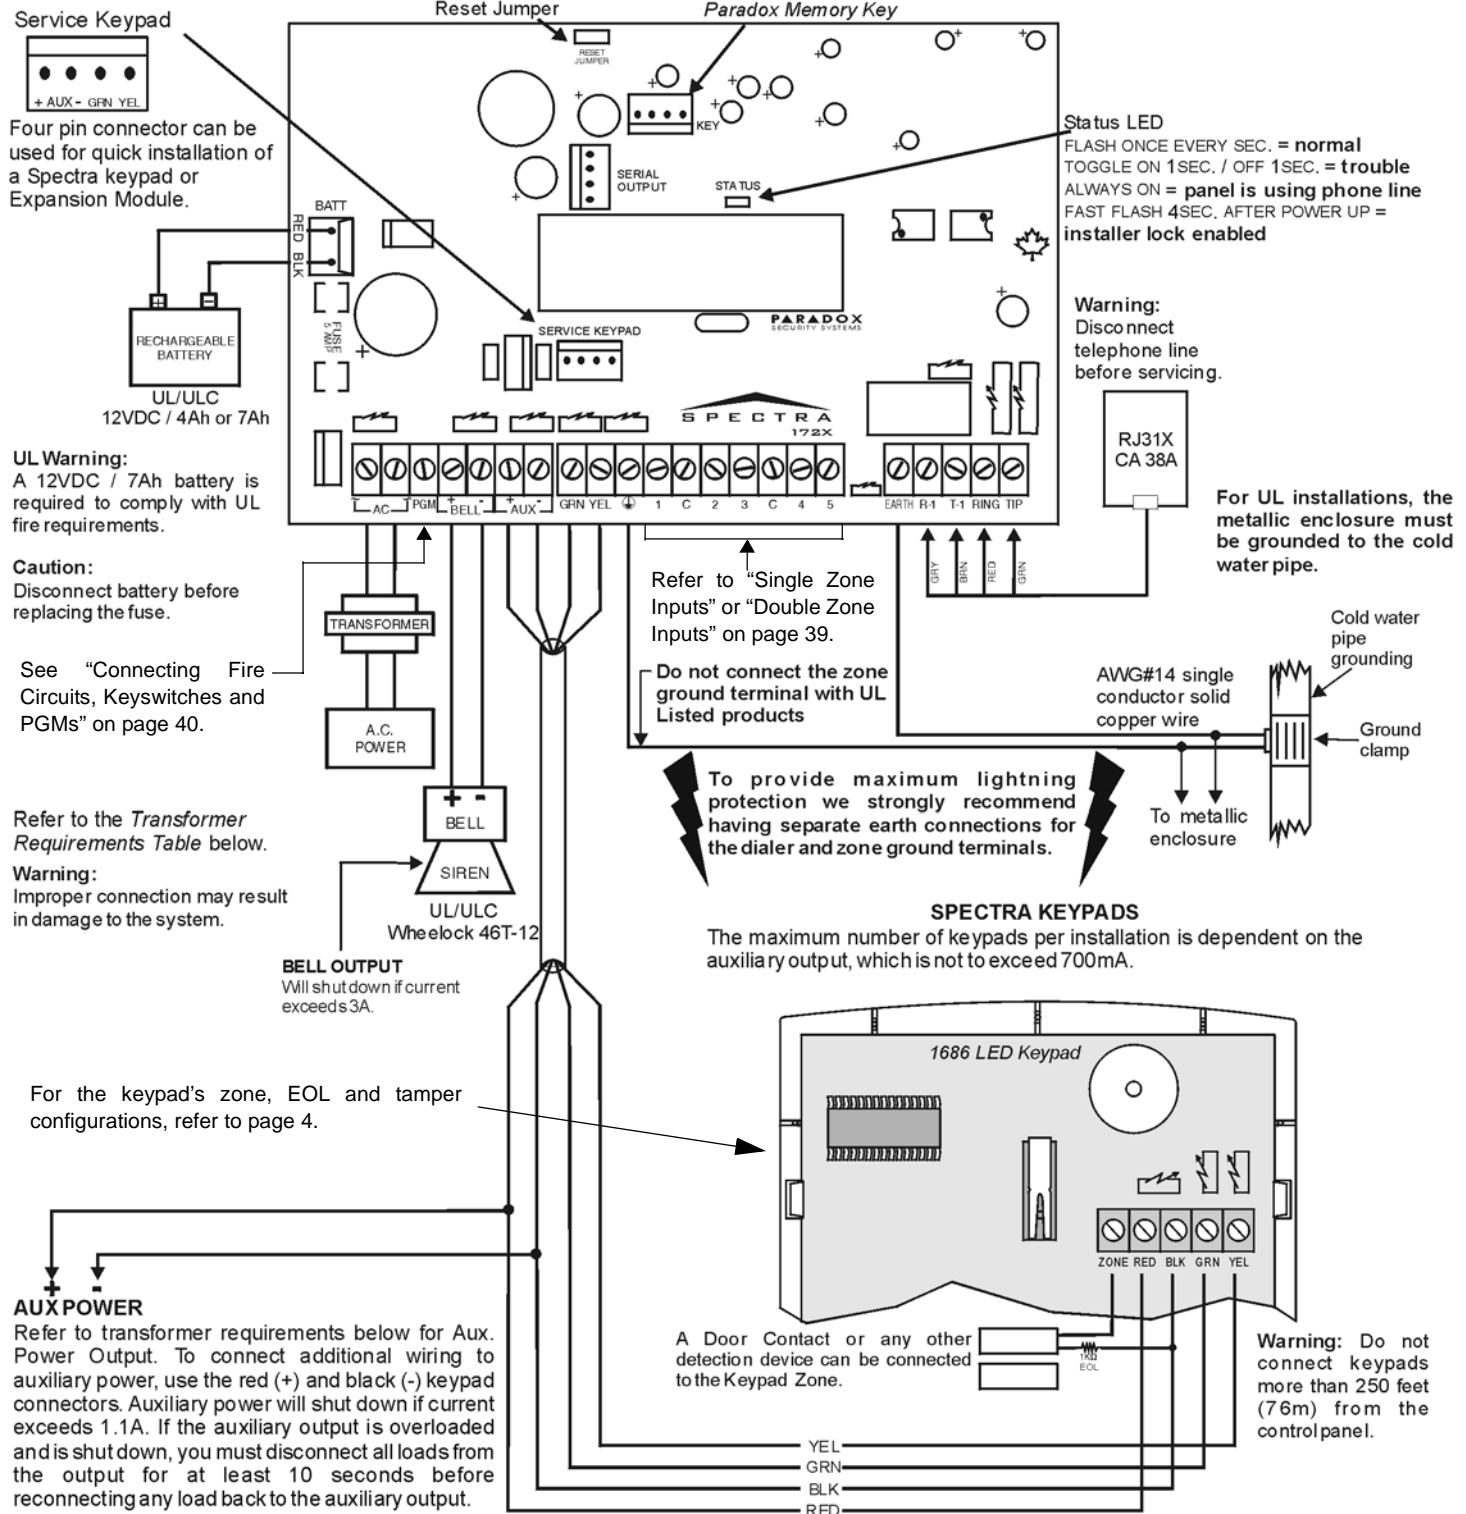 Reset Jumper
Paradox Memory Key
Service Keypad
+ AUX - GRN YEL
Four pin connector can be
used for quick installation of
a Spectra keypad or
Expansion Module.
RESET
JUMPER
KEY
SERIAL
OUTPUT
STATUS
Status LED
FLASH ONCE EVERY SEC. = normal
TOGGLE ON 1SEC. / OFF 1SEC. = trouble
ALWAYS ON = panel is using phone line
FAST FLASH 4SEC. AFTER POWER UP =
installer lock enabled
BATT
RED
BLK
+ -
RECHARGEABLE
BATTERY
UL/ULC
12VDC / 4Ah or 7Ah
FUSE
5 AMP
SERVICE KEYPAD
PARADOX
SECURITY SYSTEMS
SPECTRA
172X
Warning:
Disconnect
telephone line
before servicing.
RJ31X
CA 38A
UL Warning:
A 12VDC / 7Ah battery is
required to comply with UL
fire requirements.
~ AC ~ PGM + BELL - + AUX - GRN YEL 1 C 2 3 C 4 5 EARTH R-1 T-1 RING TIP
GRY
BRN
RED
GRN
For UL installations, the
metallic enclosure must
be grounded to the cold
water pipe.
Caution:
Disconnect battery before
replacing the fuse.
TRANSFORMER
See "Connecting Fire
Circuits, Keyswitches and
PGMs" on page 40.
A.C.
POWER
Refer to "Single Zone
Inputs" or "Double Zone
Inputs" on page 39.
Do not connect the zone
ground terminal with UL
Listed products
AWG#14 single
conductor solid
copper wire
Cold water
pipe
grounding
Ground
clamp
To metallic
enclosure
To provide maximum lightning
protection we strongly recommend
having separate earth connections for
the dialer and zone ground terminals.
Refer to the Transformer
Requirements Table below.
Warning:
Improper connection may result
in damage to the system.
+ -
BELL
SIREN
UL/ULC
Wheelock 46T-12
BELL OUTPUT
Will shut down if current
exceeds 3A.
SPECTRA KEYPADS
The maximum number of keypads per installation is dependent on the
auxiliary output, which is not to exceed 700mA.
1686 LED Keypad
For the keypad's zone, EOL and tamper
configurations, refer to page 4.
ZONE RED BLK GRN YEL
+ -
AUX POWER
Refer to transformer requirements below for Aux.
Power Output. To connect additional wiring to
auxiliary power, use the red (+) and black (-) keypad
connectors. Auxiliary power will shut down if current
exceeds 1.1A. If the auxiliary output is overloaded
and is shut down, you must disconnect all loads from
the output for at least 10 seconds before
reconnecting any load back to the auxiliary output.
A Door Contact or any other
detection device can be connected
to the Keypad Zone.
1KΩ
EOL
Warning: Do not
connect keypads
more than 250 feet
(76m) from the
control panel.
YEL
GRN
BLK
RED